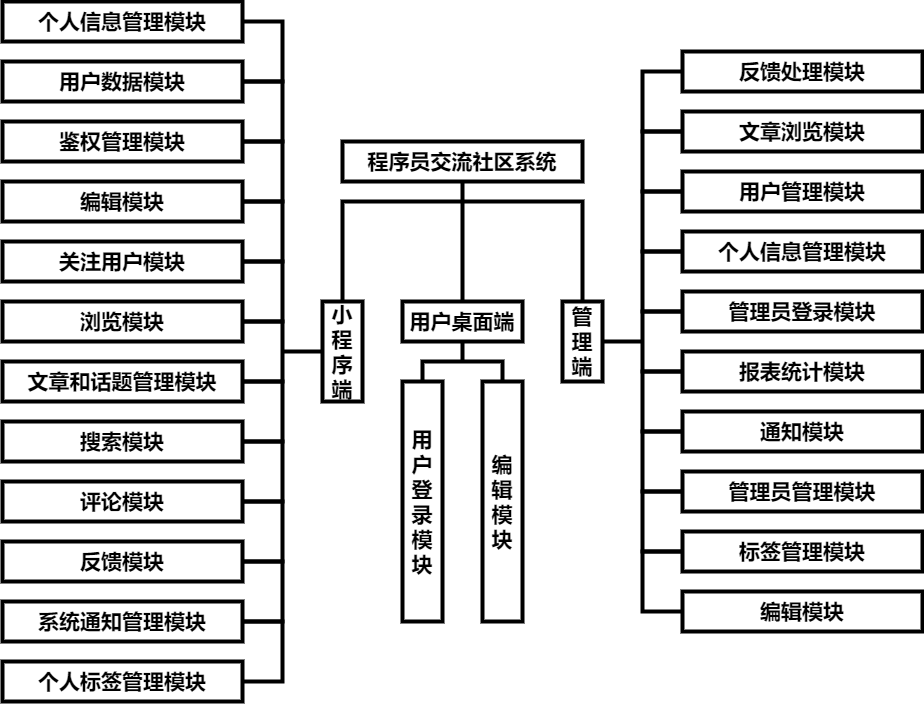 程序员交流社区系统
小程序端
个人信息管理模块
用户数据模块
鉴权管理模块
编辑模块
关注用户模块
浏览模块
文章和话题管理模块
搜索模块
评论模块
反馈模块
系统通知管理模块
个人标签管理模块
用户桌面端
用户登录模块
编辑模块
管理端
反馈处理模块
文章浏览模块
用户管理模块
个人信息管理模块
管理员登录模块
报表统计模块
通知模块
管理员管理模块
标签管理模块
编辑模块